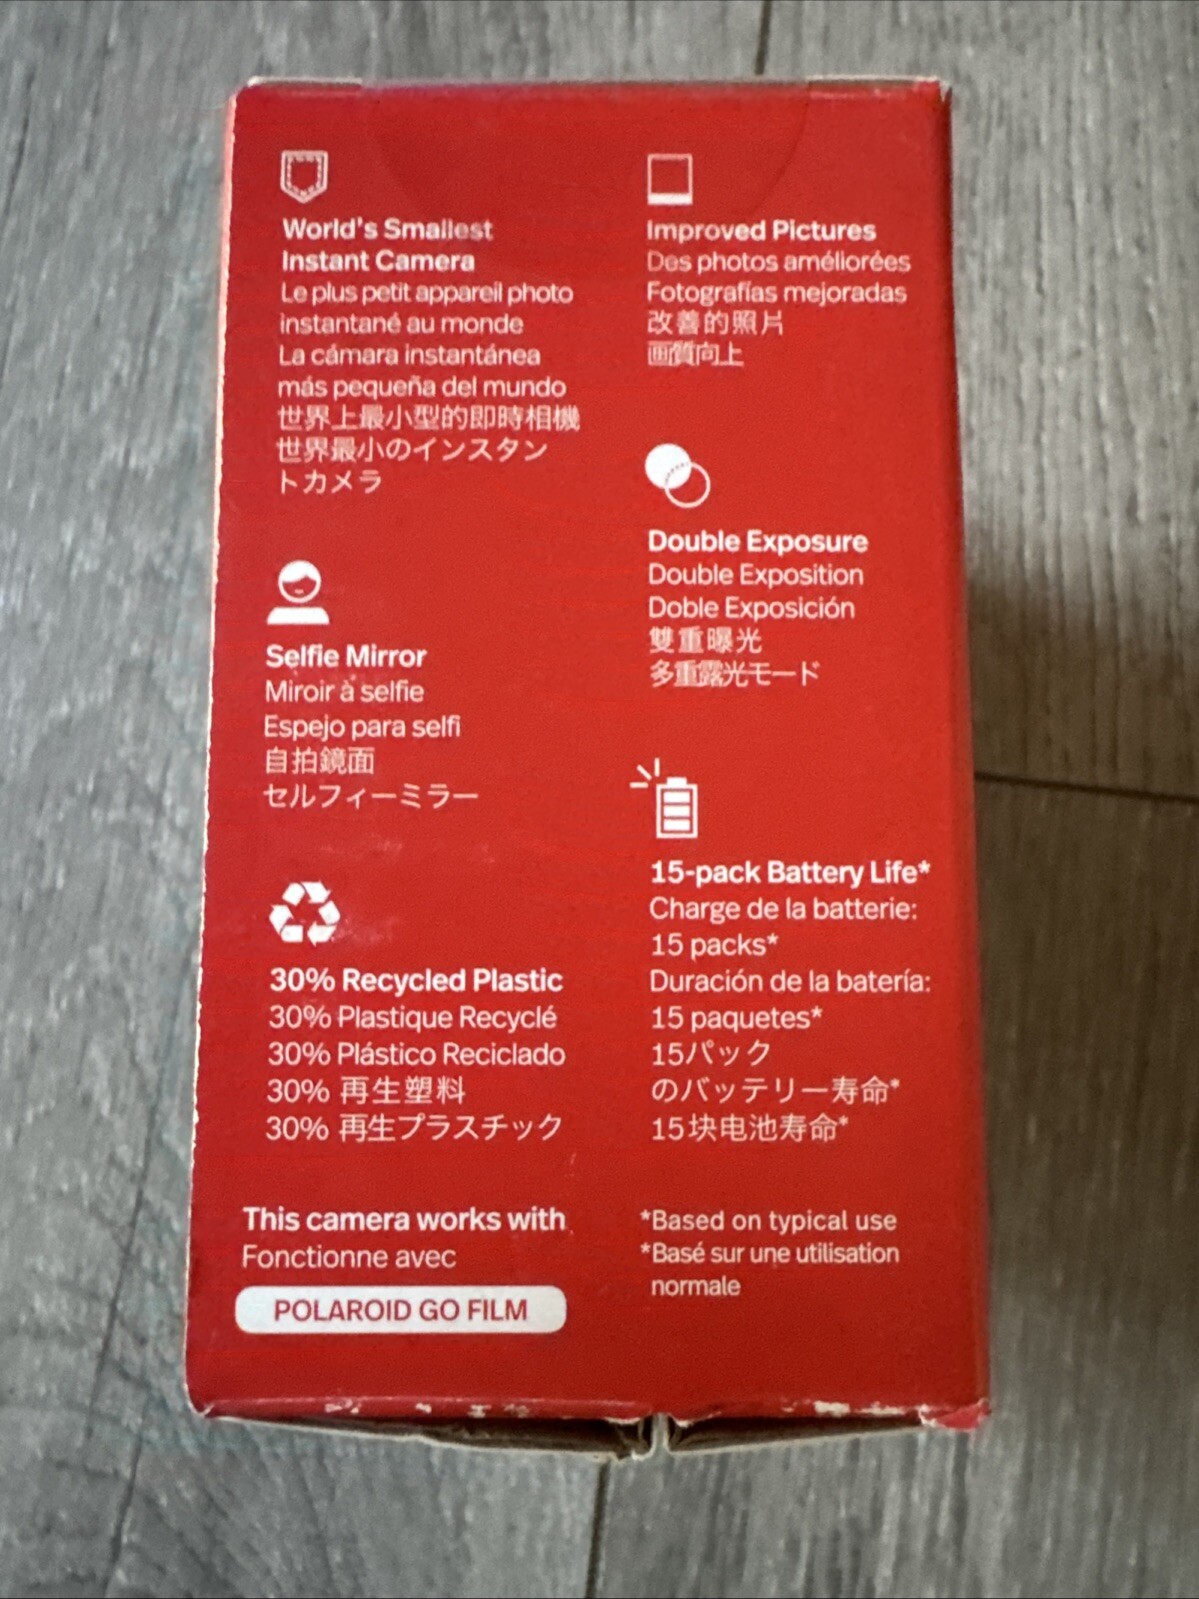 World's Smallest
Instant Camera
Le plus petit appareil photo
instantané au monde
La cámara instantánea
más pequeña del mundo
世界上最小型的即時相機
世界最小のインスタン
トカメラ
Selfie Mirror
Miroir à selfie
Espejo para selfi
自拍鏡面
セルフィーミラー
30% Recycled Plastic
30% Plastique Recyclé
30% Plástico Reciclado
30% 再生塑料
30% 再生プラスチック
This camera works with
Fonctionne avec
POLAROID GO FILM
Improved Pictures
Des photos améliorées
Fotografías mejoradas
改善的照片
画質向上
Double Exposure
Double Exposition
Doble Exposición
雙重曝光
多重露光モード
15-pack Battery Life*
Charge de la batterie:
15 packs*
Duración de la batería:
15 paquetes*
15パック
のバッテリー寿命*
15块电池寿命*
*Based on typical use
*Basé sur une utilisation
normale